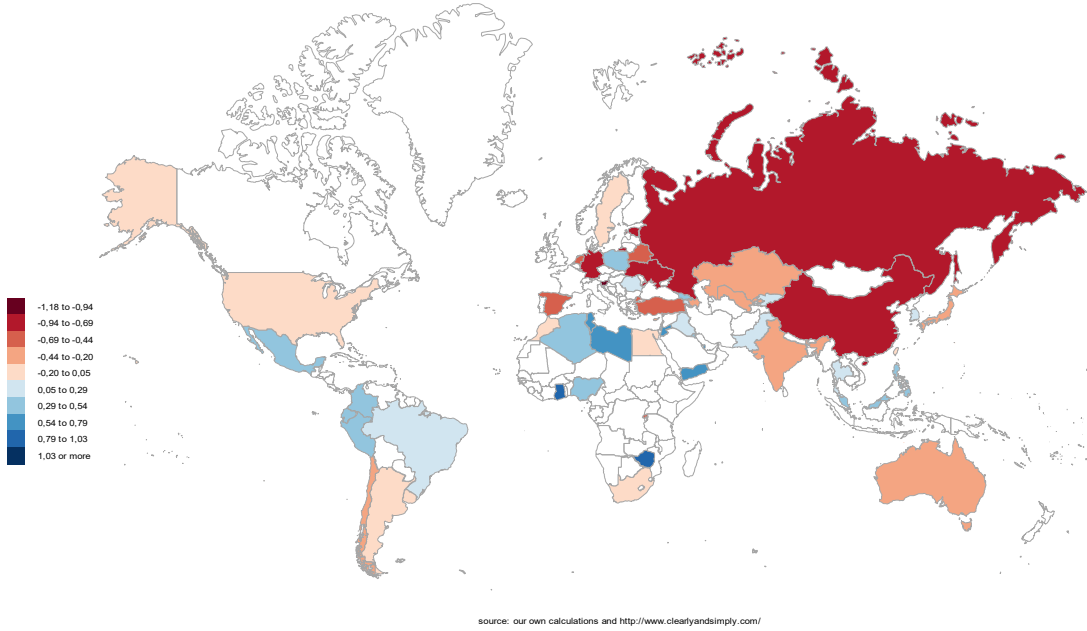 -1,18 to -0,94
-0,94 to -0,69
-0,69 to -0,44
-0,44 to -0,20
-0,20 to 0,05
0,05 to 0,29
0,29 to 0,54
0,54 to 0,79
0,79 to 1,03
1,03 or more
source: our own calculations and http://www.clearlyandsimply.com/